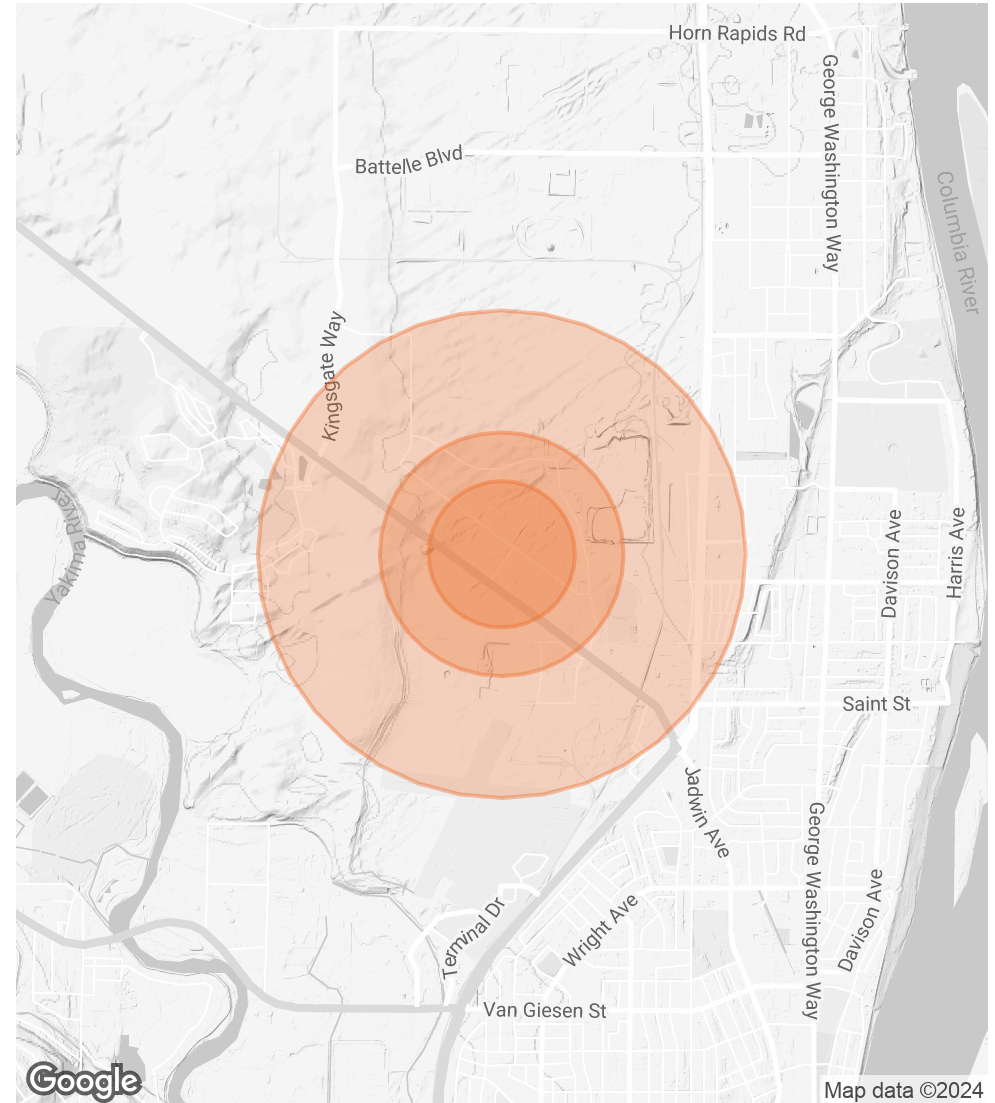 Horn Rapids Rd
George Washington Way
Battelle Blvd
Columbia River
Kingsgate Way
Yakima River
Davison Ave
Harris Ave
Saint St
Jadwin Ave
George Washington Way
Davison Ave
Terminal Dr
Wright Ave
Van Giesen St
Google
Map data ©2024